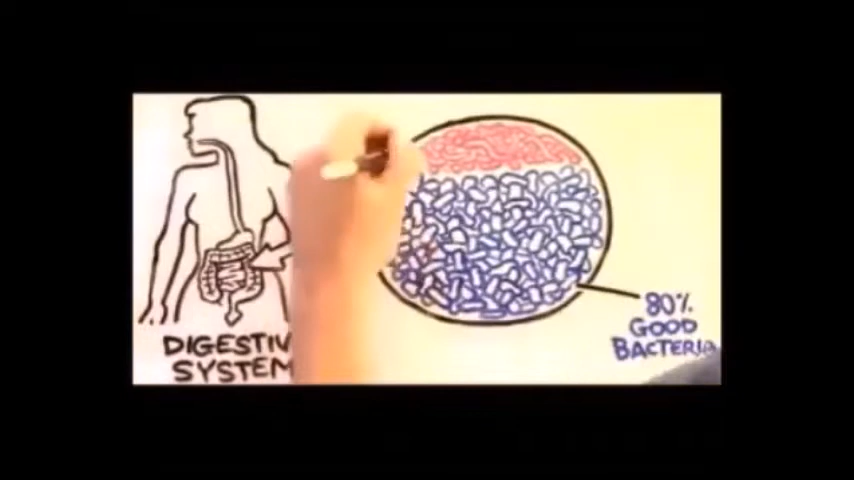 DIGESTIV
SYSTEM
80%
GOOD
BACTERIA